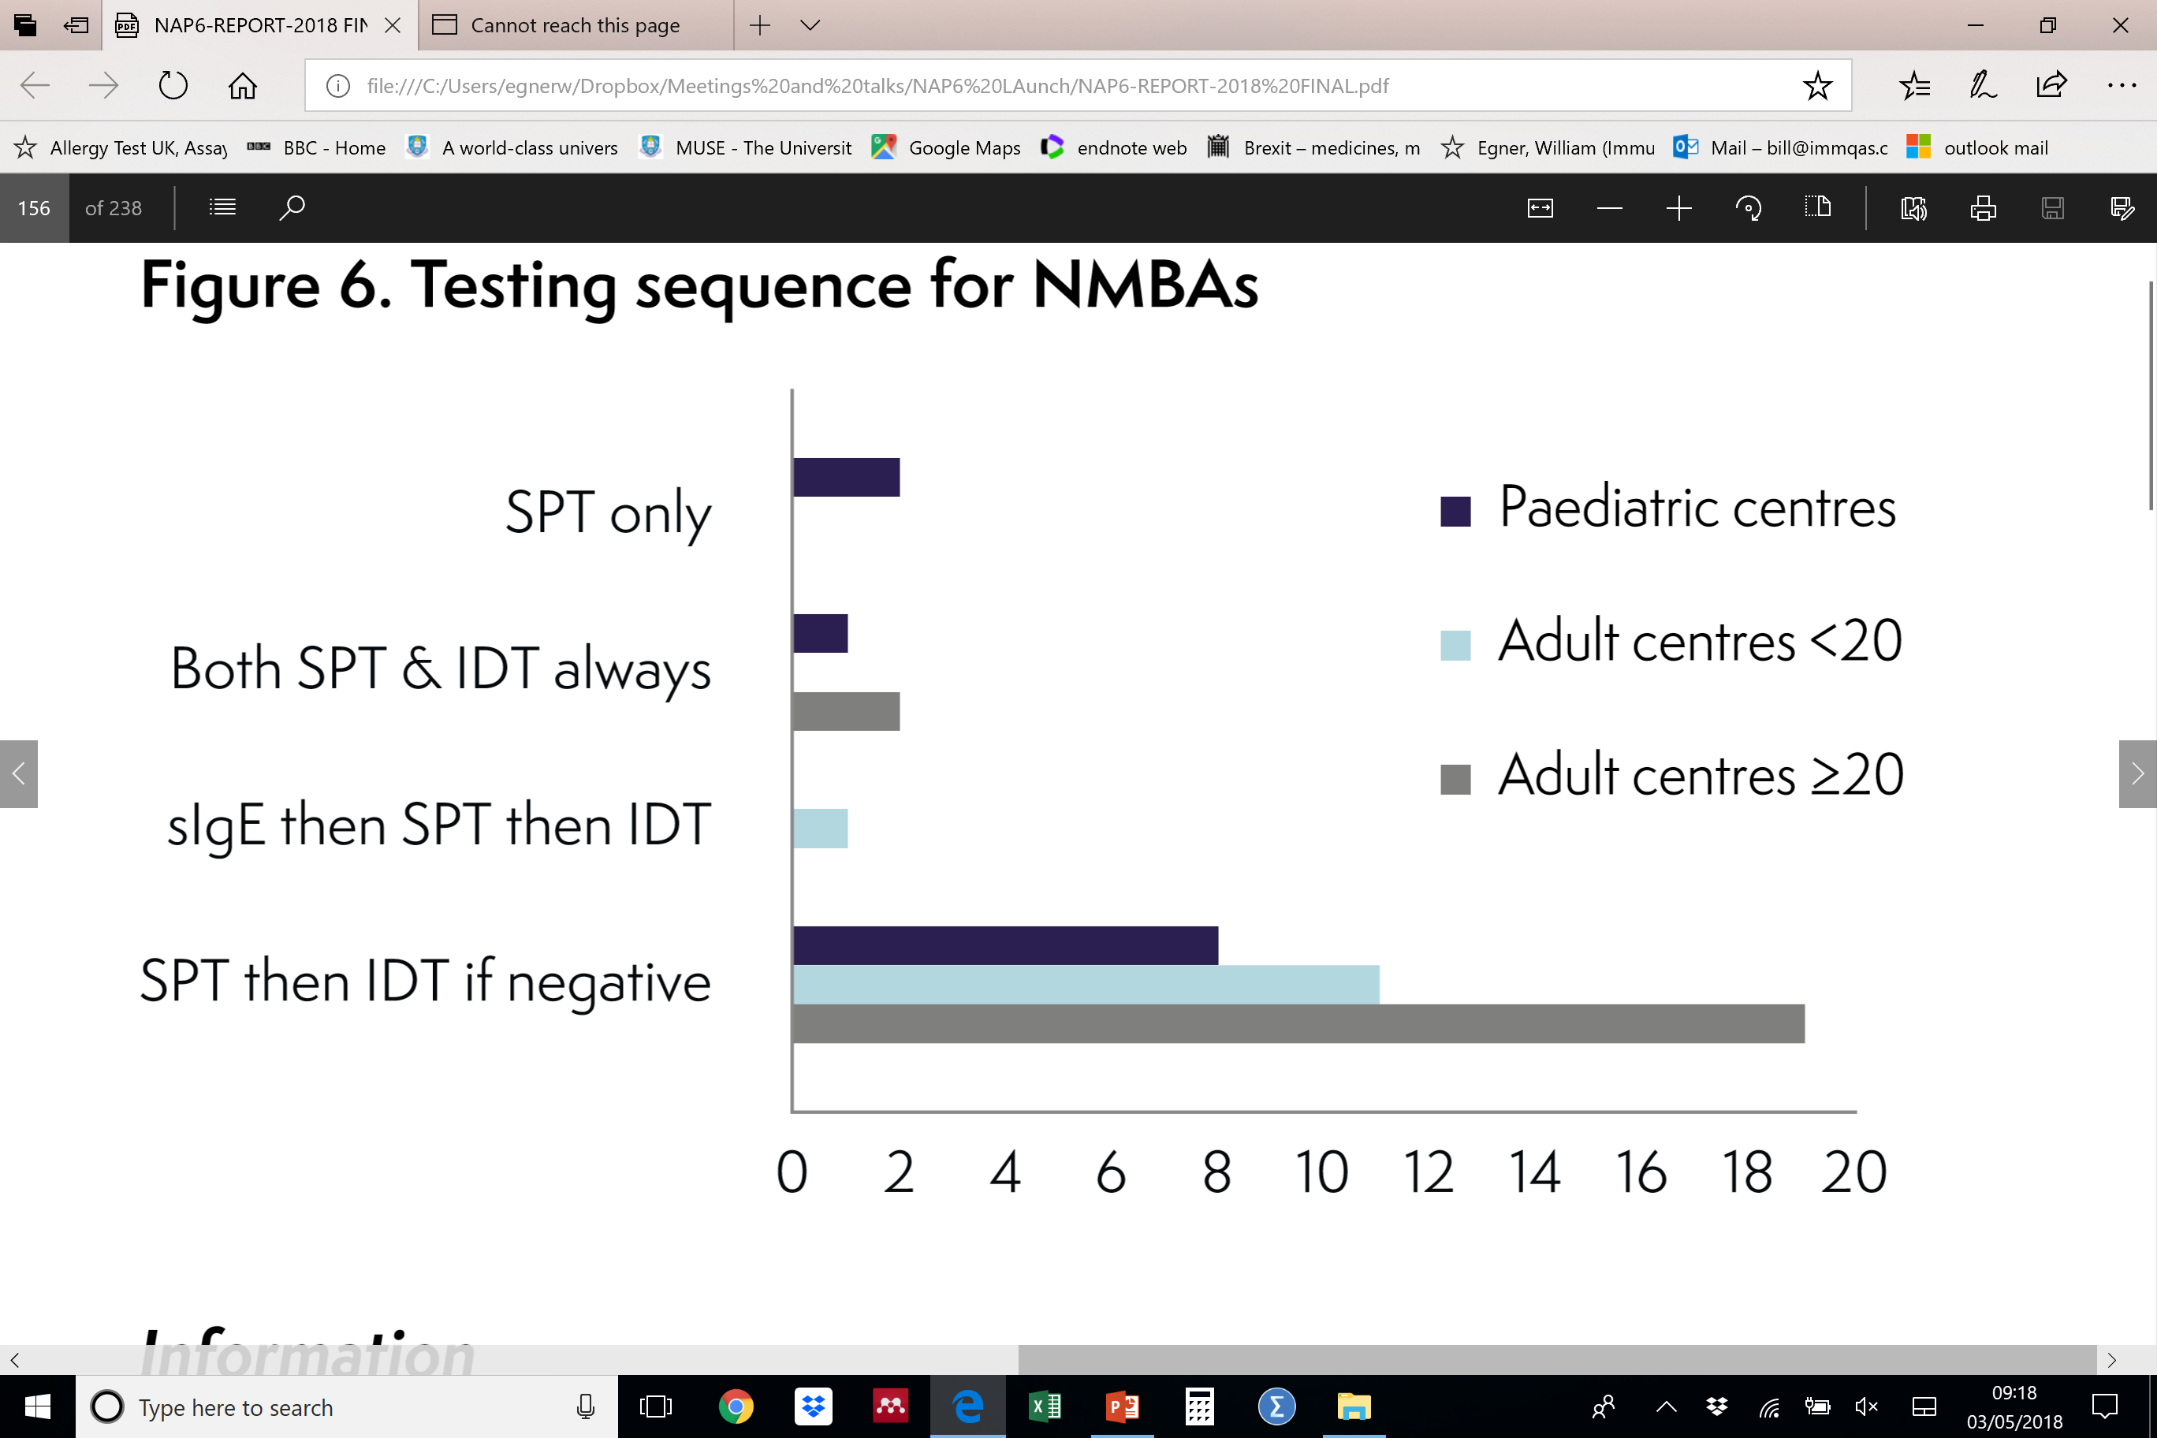 NAP6-REPORT-2018 FIN
Cannot reach this page
file:///C:/Users/egnerw/Dropbox/Meetings%20and%20talks/NAP6%20LAunch/NAP6-REPORT-2018%20FINAL.pdf
Allergy Test UK, Assay
BBC
BBC - Home
A world-class univers
MUSE - The Universit
Google Maps
endnote web
Brexit – medicines, m
Egner, William (Immu
Mail – bill@immqas.c
outlook mail
156 of 238
Figure 6. Testing sequence for NMBAs
SPT only
Both SPT & IDT always
sIgE then SPT then IDT
SPT then IDT if negative
Paediatric centres
Adult centres <20
Adult centres ≥20
0 2 4 6 8 10 12 14 16 18 20
Information
Type here to search
09:18
03/05/2018